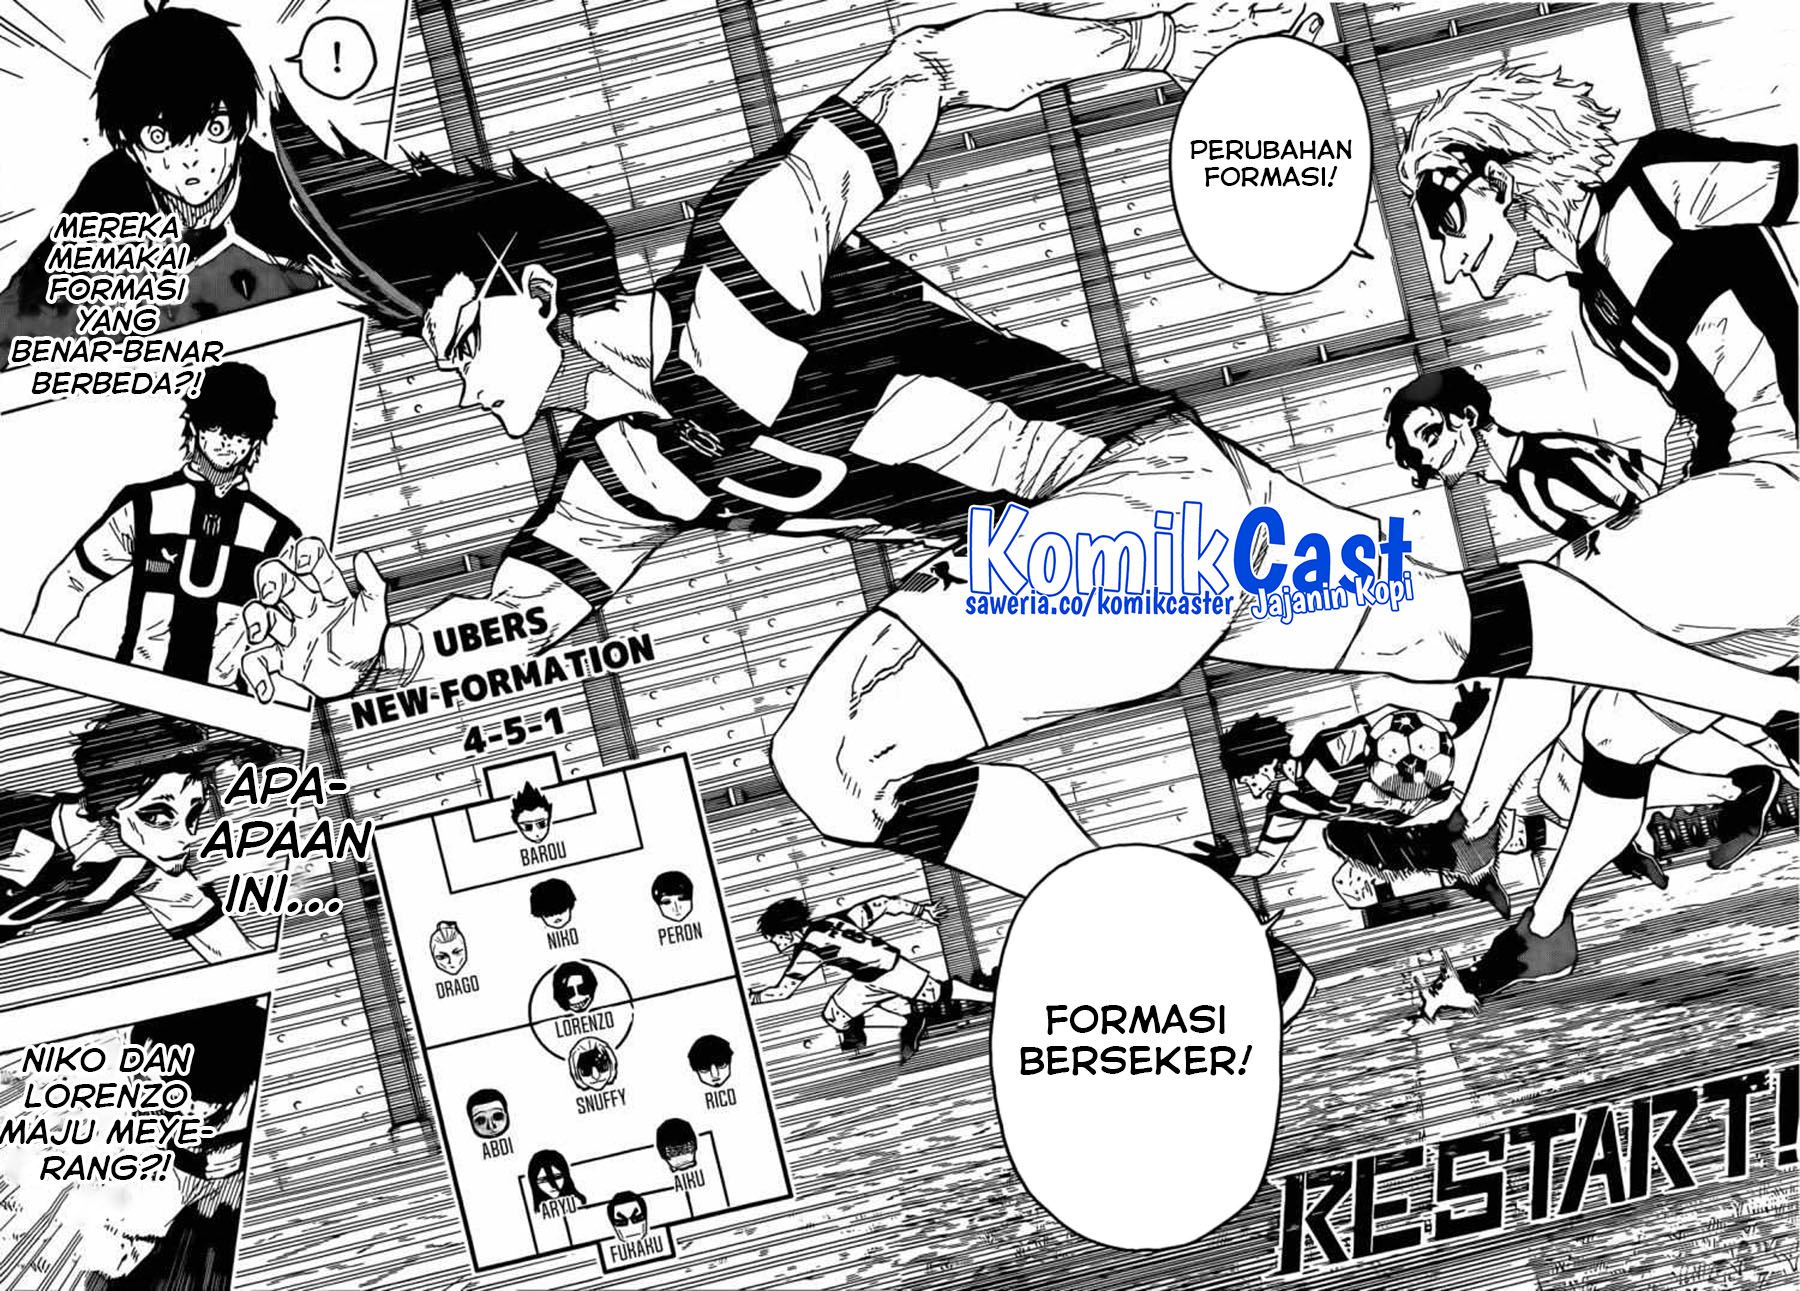 !
MEREKA
MEMAKAI
FORMASI
YANG
BENAR-BENAR
BERBEDA?!
PERUBAHAN
FORMASI!
KomikCast
saweria.co/komikcaster Jajanin Kopi
U
U
UBERS
NEW-FORMATION
4-5-1
APA-
APAAN
INI...
BAROU
NIKO
PERON
DRAGO
LORENZO
SNUFFY
RICO
ABDI
AIKU
ARYU
FUKAKU
NIKO DAN
LORENZO
MAJU MEYE-
RANG?!
FORMASI
BERSEKER!
RESTART!